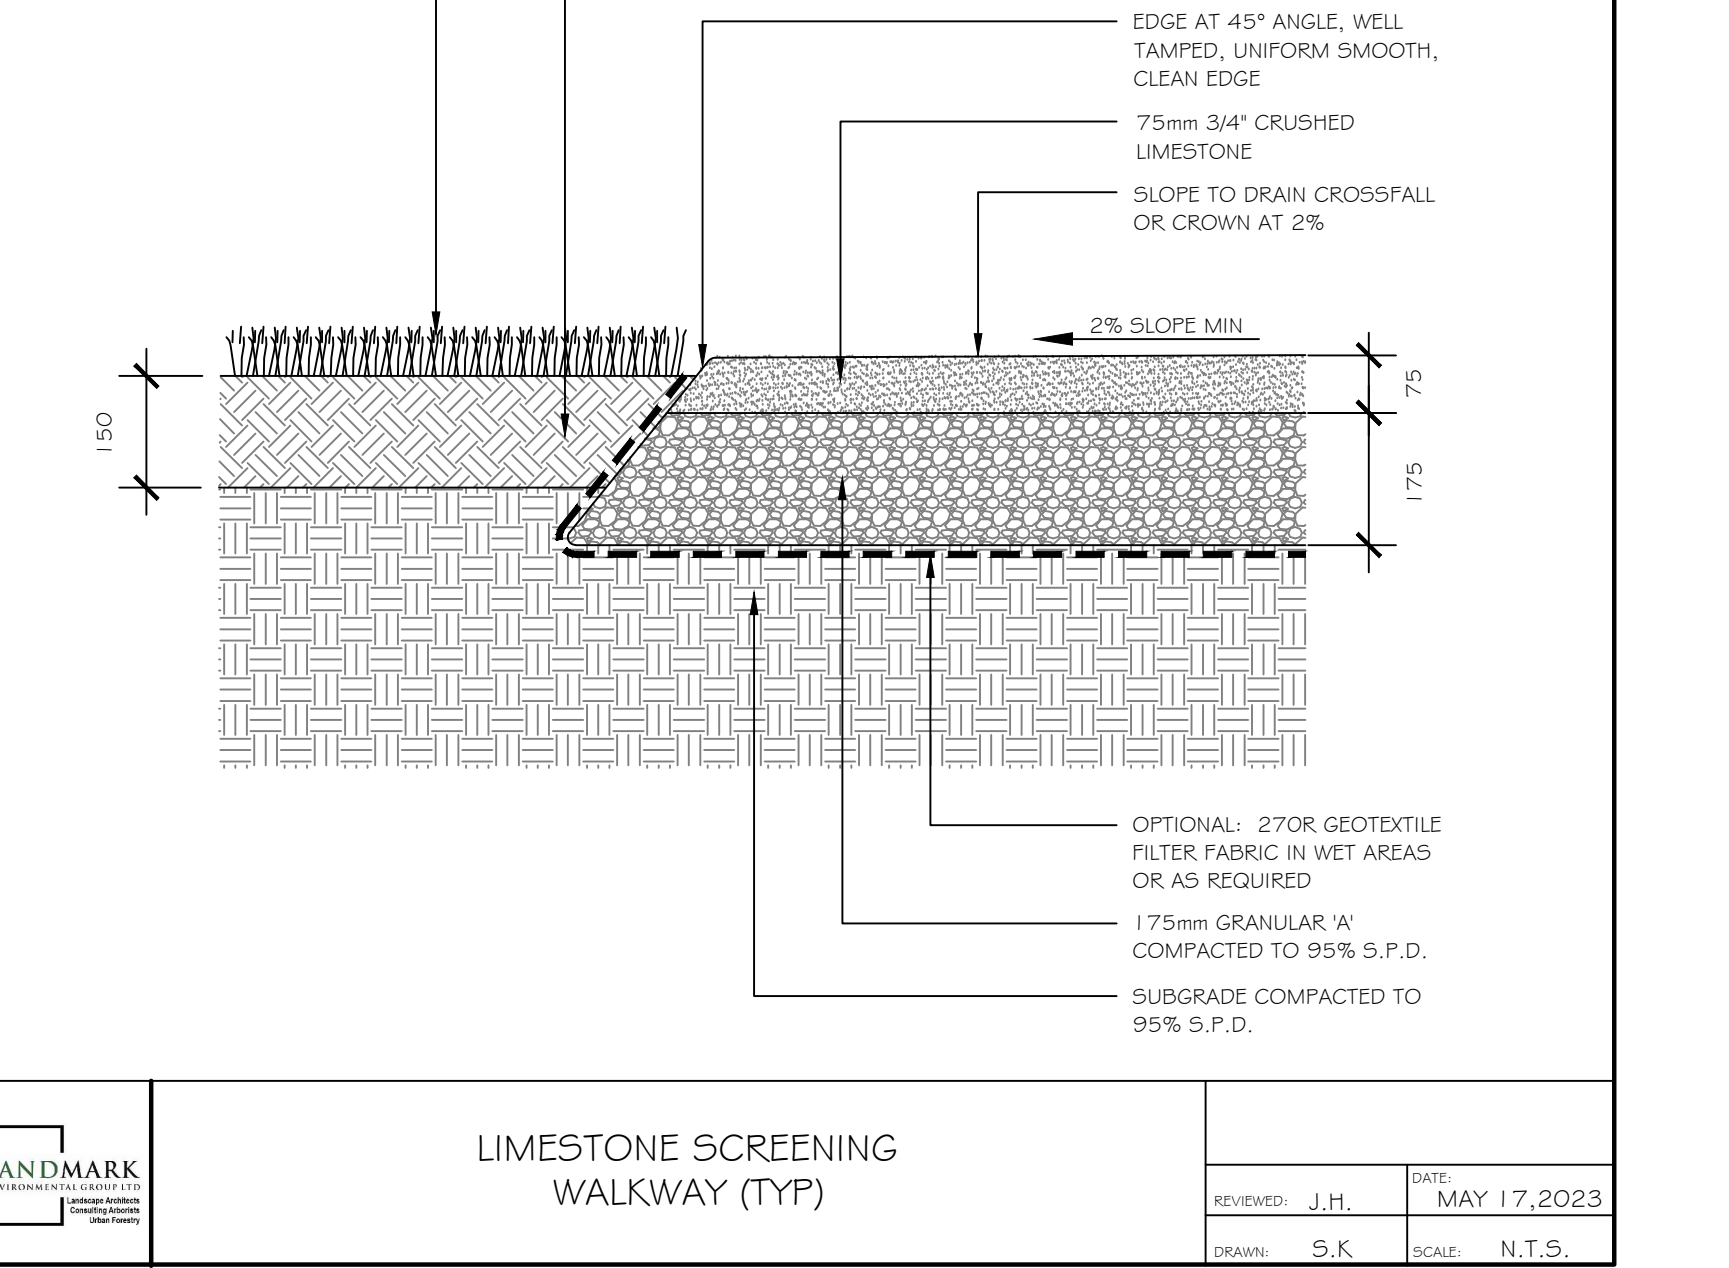 EDGE AT 45° ANGLE, WELL
TAMPED, UNIFORM SMOOTH,
CLEAN EDGE
75mm 3/4" CRUSHED
LIMESTONE
SLOPE TO DRAIN CROSSFALL
OR CROWN AT 2%
2% SLOPE MIN
150
75
175
OPTIONAL: 270R GEOTEXTILE
FILTER FABRIC IN WET AREAS
OR AS REQUIRED
175mm GRANULAR 'A'
COMPACTED TO 95% S.P.D.
SUBGRADE COMPACTED TO
95% S.P.D.
ANDMARK
VIRONMENTAL GROUP LTD
Landscape Architects
Consulting Arborists
Urban Forestry
LIMESTONE SCREENING
WALKWAY (TYP)
REVIEWED: J.H.
DATE:
MAY 17,2023
DRAWN: S.K
SCALE: N.T.S.